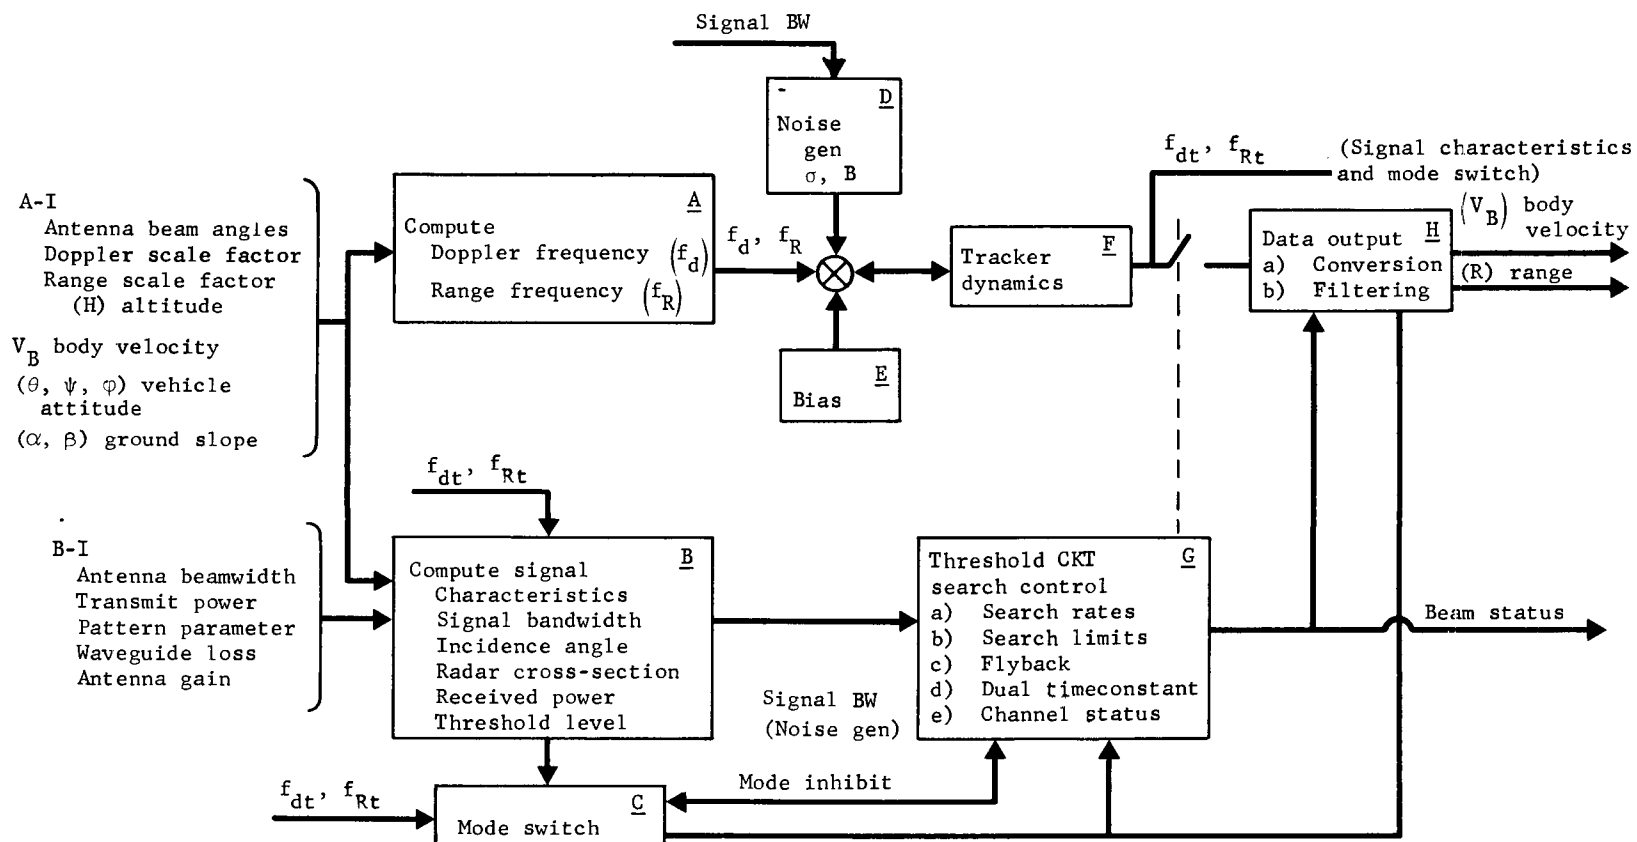 Signal BW
D
Noise
gen
σ, B
A-I
Antenna beam angles
Doppler scale factor
Range scale factor
(H) altitude
V_B body velocity
(θ, ψ, φ) vehicle
attitude
(α, β) ground slope
A
Compute
Doppler frequency (f_d)
Range frequency (f_R)
f_d, f_R
E
Bias
F
Tracker
dynamics
f_dt, f_Rt
(Signal characteristics
and mode switch)
H
Data output
a) Conversion
b) Filtering
(V_B) body
velocity
(R) range
f_dt, f_Rt
B-I
Antenna beamwidth
Transmit power
Pattern parameter
Waveguide loss
Antenna gain
B
Compute signal
Characteristics
Signal bandwidth
Incidence angle
Radar cross-section
Received power
Threshold level
Signal BW
(Noise gen)
G
Threshold CKT
search control
a) Search rates
b) Search limits
c) Flyback
d) Dual timeconstant
e) Channel status
Beam status
Mode inhibit
f_dt, f_Rt
C
Mode switch